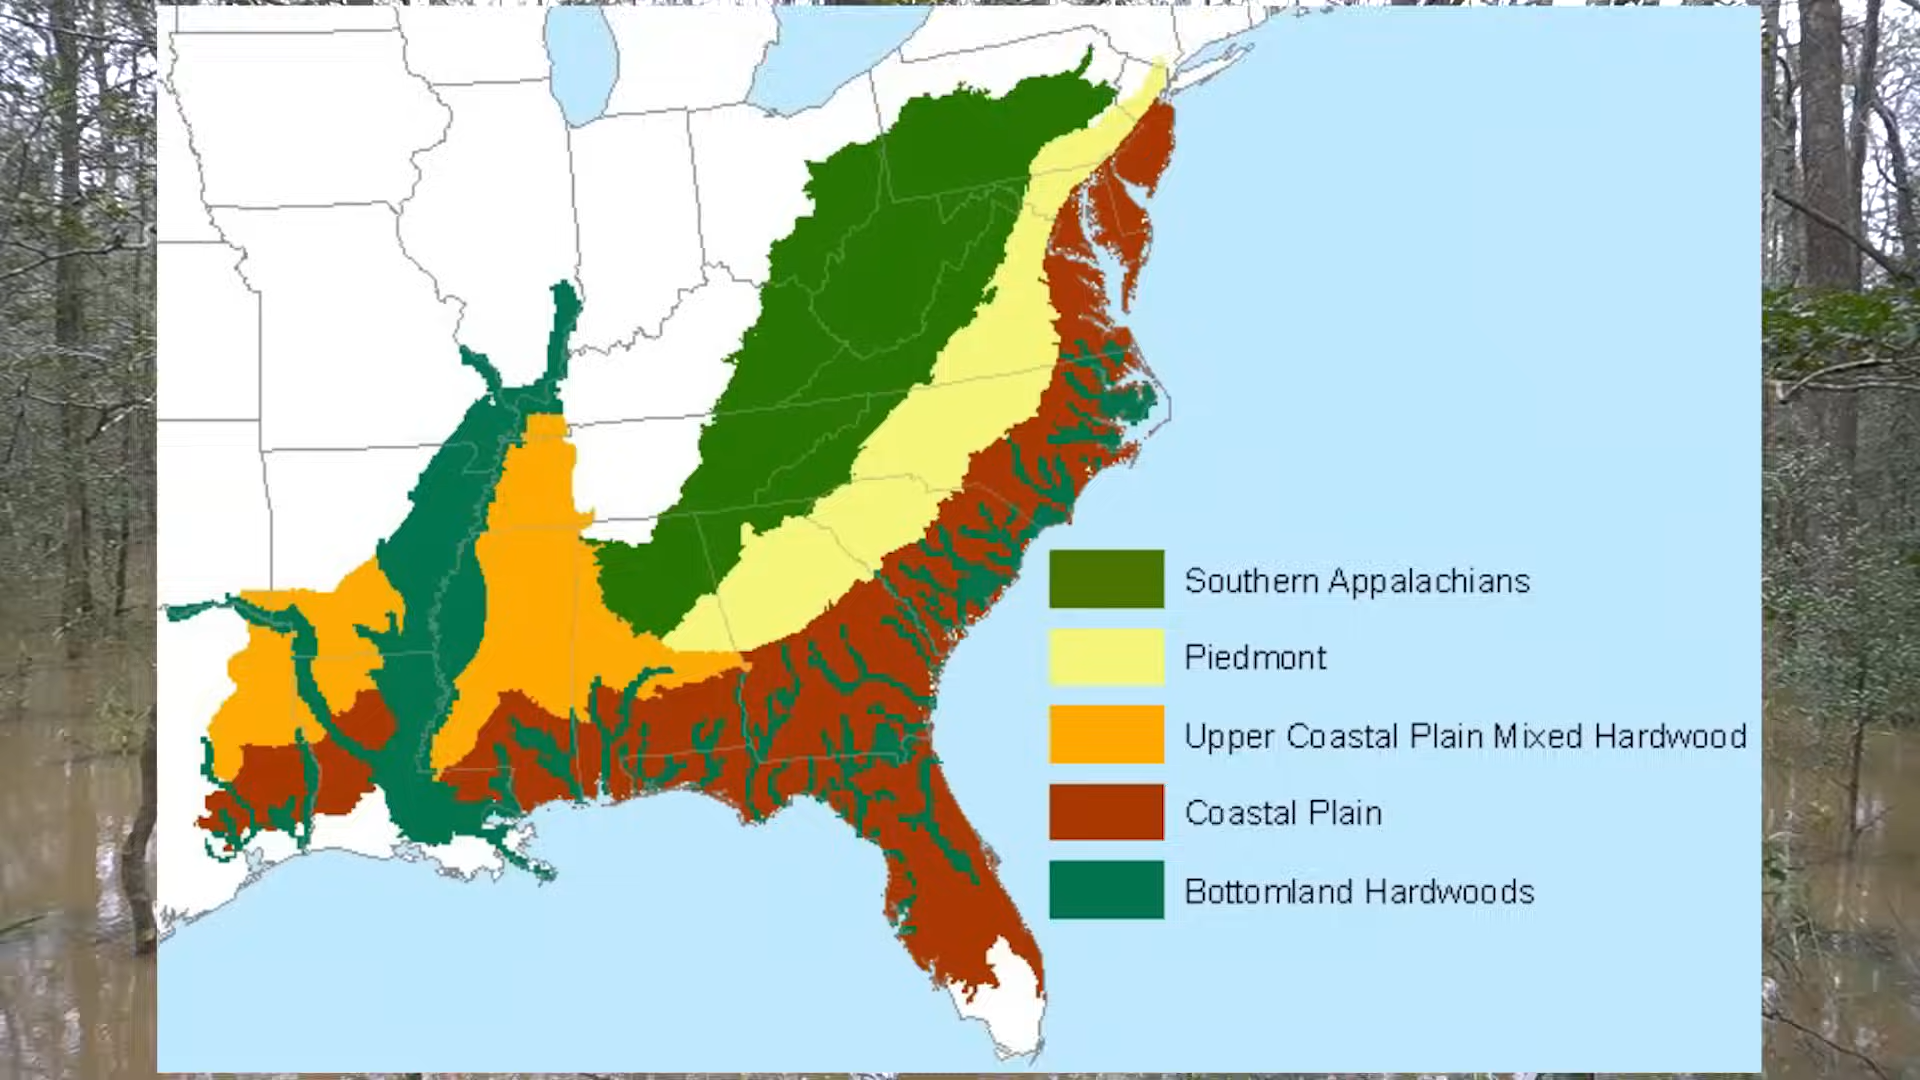 Southern Appalachians
Piedmont
Upper Coastal Plain Mixed Hardwood
Coastal Plain
Bottomland Hardwoods